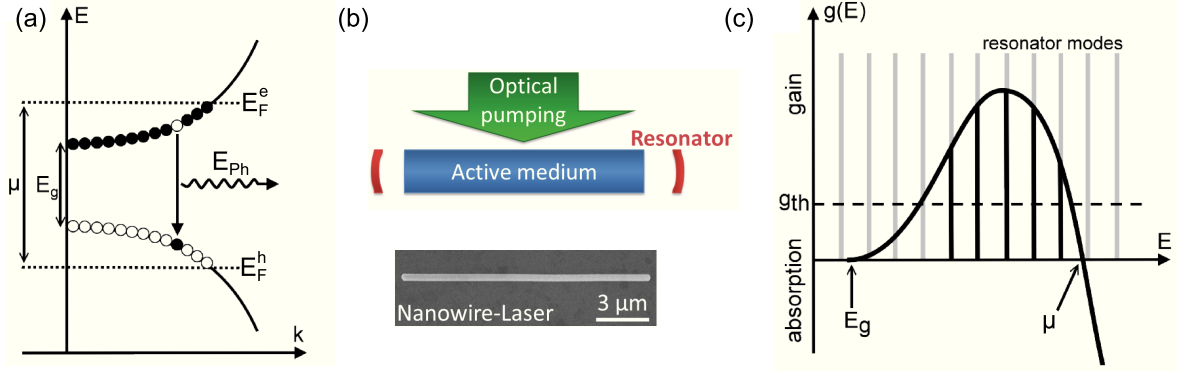 (a)
E
E_F^e
μ
E_g
E_Ph
E_F^h
k
(b)
Optical
pumping
Resonator
Active medium
Nanowire-Laser
3 μm
(c)
g(E)
resonator modes
gain
g_th
absorption
E
E_g
μ